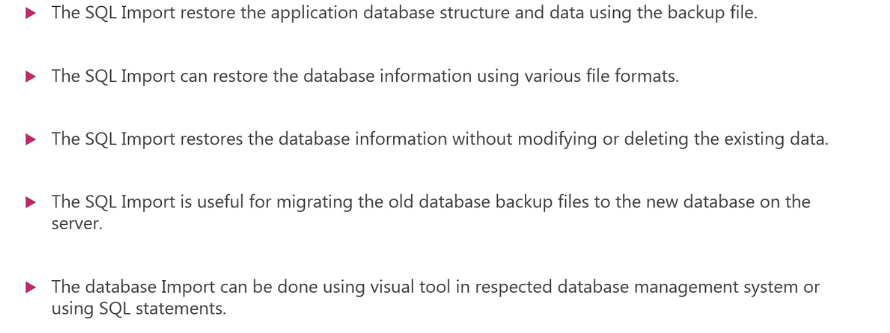 The SQL Import restore the application database structure and data using the backup file.
The SQL Import can restore the database information using various file formats.
The SQL Import restores the database information without modifying or deleting the existing data.
The SQL Import is useful for migrating the old database backup files to the new database on the
server.
The database Import can be done using visual tool in respected database management system or
using SQL statements.